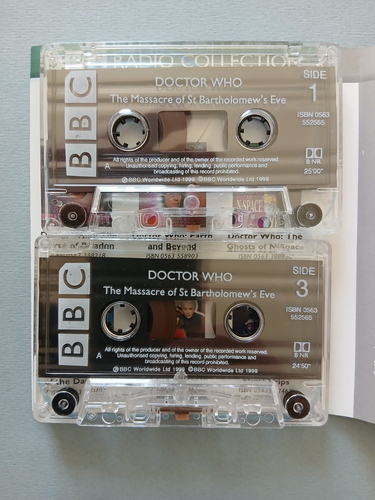 RADIO COLLECTION
BBC
DOCTOR WHO
SIDE
1
The Massacre of St Bartholomew's Eve
ISBN 0563
552565
All rights of the producer and of the owner of the recorded work reserved.
Unauthorised copying, hiring, lending, public performance and
broadcasting of this record prohibited.
A
B NR
25'00"
© BBC Worldwide Ltd 1999 © BBC Worldwide Ltd 1999
N SPACE
and Beyond
Doctor Who: The
Ghosts of N-Space
BBC
DOCTOR WHO
SIDE
3
The Massacre of St Bartholomew's Eve
ISBN 0563
552565
A
All rights of the producer and of the owner of the recorded work reserved.
Unauthorised copying, hiring, lending, public performance and
broadcasting of this record prohibited.
B NR
24'50"
℗ BBC Worldwide Ltd 1999 © BBC Worldwide Ltd 1999